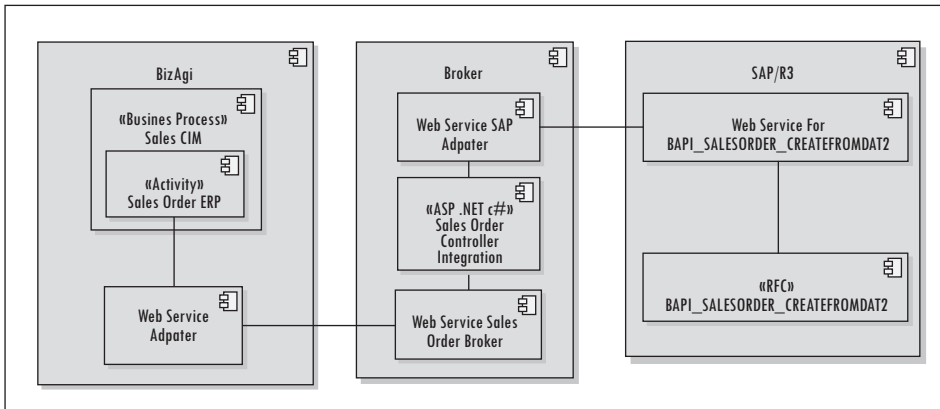 BizAgi
«Busines Process»
Sales CIM
«Activity»
Sales Order ERP
Web Service
Adpater
Broker
Web Service SAP
Adpater
«ASP .NET c#»
Sales Order
Controller
Integration
Web Service Sales
Order Broker
SAP/R3
Web Service For
BAPI_SALESORDER_CREATEFROMDAT2
«RFC»
BAPI_SALESORDER_CREATEFROMDAT2